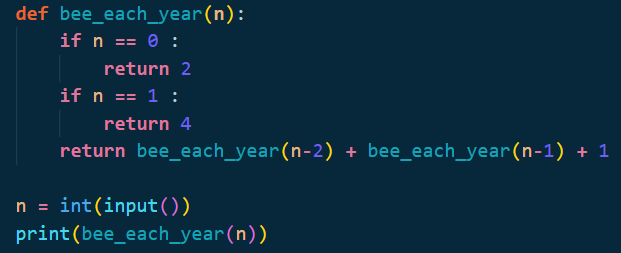 def bee_each_year(n):
    if n == 0 :
        return 2
    if n == 1 :
        return 4
    return bee_each_year(n-2) + bee_each_year(n-1) + 1

n = int(input())
print(bee_each_year(n))